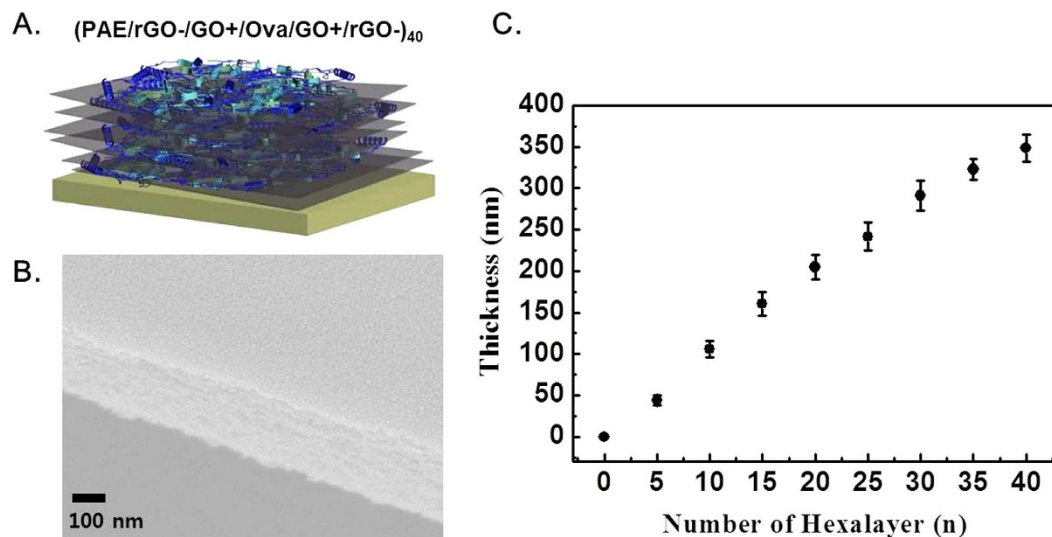 A.
(PAE/rGO-/GO+/Ova/GO+/rGO-)40
B.
100 nm
C.
400
350
300
250
200
150
100
50
0
Thickness (nm)
0 5 10 15 20 25 30 35 40
Number of Hexalayer (n)